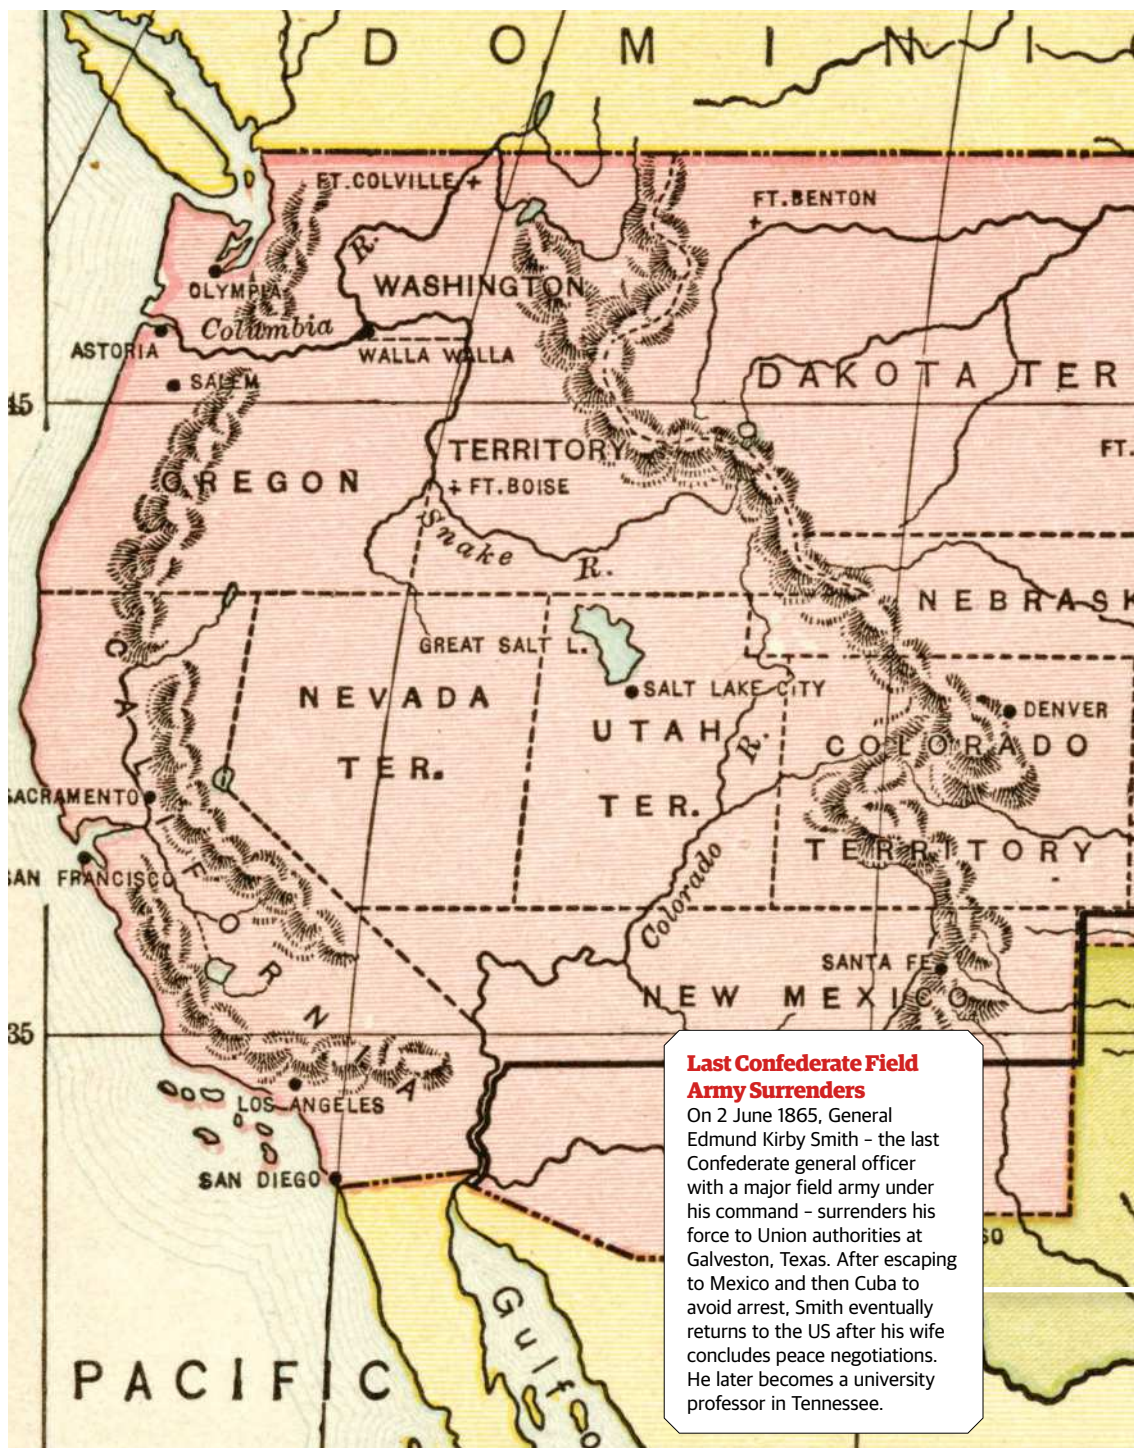 D O M I N I
FT. COLVILLE +
FT. BENTON
+
R.
WASHINGTON
OLYMPIA
Columbia
ASTORIA
WALLA WALLA
SALEM
DAKOTA TER
45
TERRITORY
FT.
OREGON
+ FT. BOISE
Snake
R.
NEBRASK
GREAT SALT L.
NEVADA
SALT LAKE CITY
DENVER
UTAH
R.
COLORADO
TER.
SACRAMENTO
TER.
CALIFORNIA
TERRITORY
Colorado
SAN FRANCISCO
SANTA FE
NEW MEXICO
35
LOS ANGELES
SAN DIEGO
SO
Gulf
o
PACIFIC
Last Confederate Field
Army Surrenders
On 2 June 1865, General
Edmund Kirby Smith – the last
Confederate general officer
with a major field army under
his command – surrenders his
force to Union authorities at
Galveston, Texas. After escaping
to Mexico and then Cuba to
avoid arrest, Smith eventually
returns to the US after his wife
concludes peace negotiations.
He later becomes a university
professor in Tennessee.